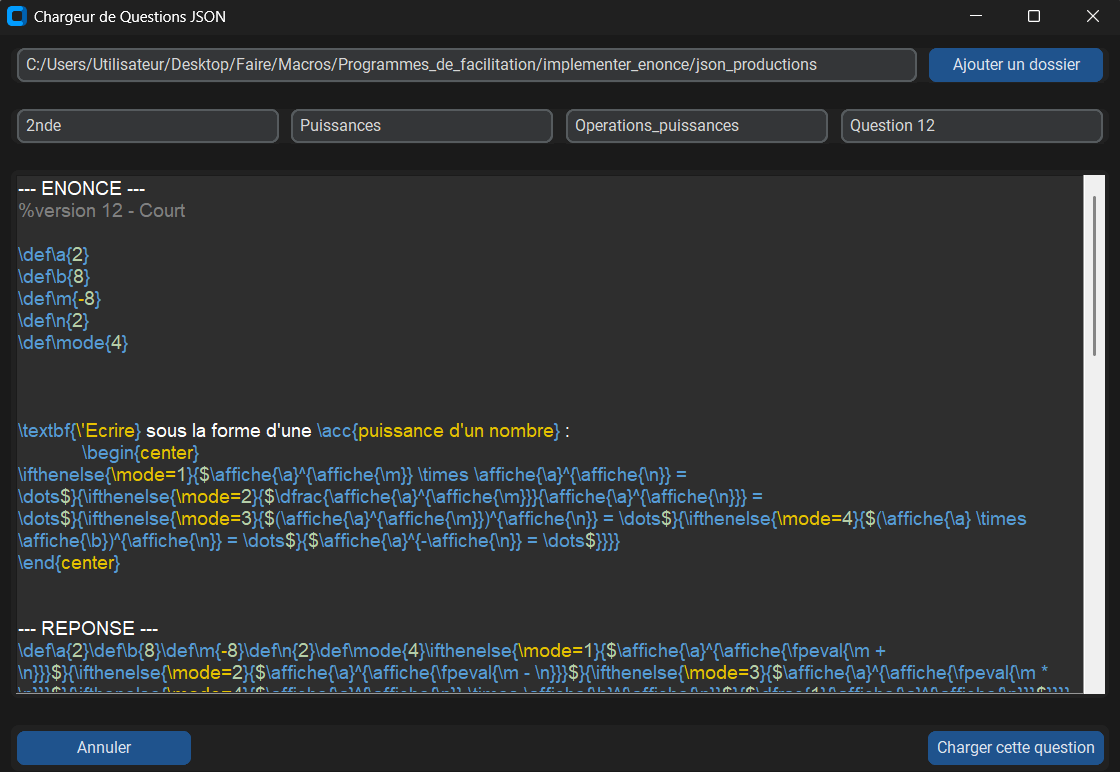 Chargeur de Questions JSON
C:/Users/Utilisateur/Desktop/Faire/Macros/Programmes_de_facilitation/implementer_enonce/json_productions
Ajouter un dossier
2nde
Puissances
Operations_puissances
Question 12
--- ENONCE ---
%version 12 - Court
\def\a{2}
\def\b{8}
\def\m{-8}
\def\n{2}
\def\mode{4}
\textbf{\'Ecrire} sous la forme d'une \acc{puissance d'un nombre} :
\begin{center}
\ifthenelse{\mode=1}{$\affiche{\a}^{\affiche{\m}} \times \affiche{\a}^{\affiche{\n}} =
\dots$}{\ifthenelse{\mode=2}{$\dfrac{\affiche{\a}^{\affiche{\m}}}{\affiche{\a}^{\affiche{\n}}} =
\dots$}{\ifthenelse{\mode=3}{$(\affiche{\a}^{\affiche{\m}})^{\affiche{\n}} = \dots$}{\ifthenelse{\mode=4}{$(\affiche{\a} \times
\affiche{\b})^{\affiche{\n}} = \dots$}{$\affiche{\a}^{-\affiche{\n}} = \dots$}}}}
\end{center}
--- REPONSE ---
\def\a{2}\def\b{8}\def\m{-8}\def\n{2}\def\mode{4}\ifthenelse{\mode=1}{$\affiche{\a}^{\affiche{\fpeval{\m +
\n}}}$}{\ifthenelse{\mode=2}{$\affiche{\a}^{\affiche{\fpeval{\m - \n}}}$}{\ifthenelse{\mode=3}{$\affiche{\a}^{\affiche{\fpeval{\m *
Annuler
Charger cette question